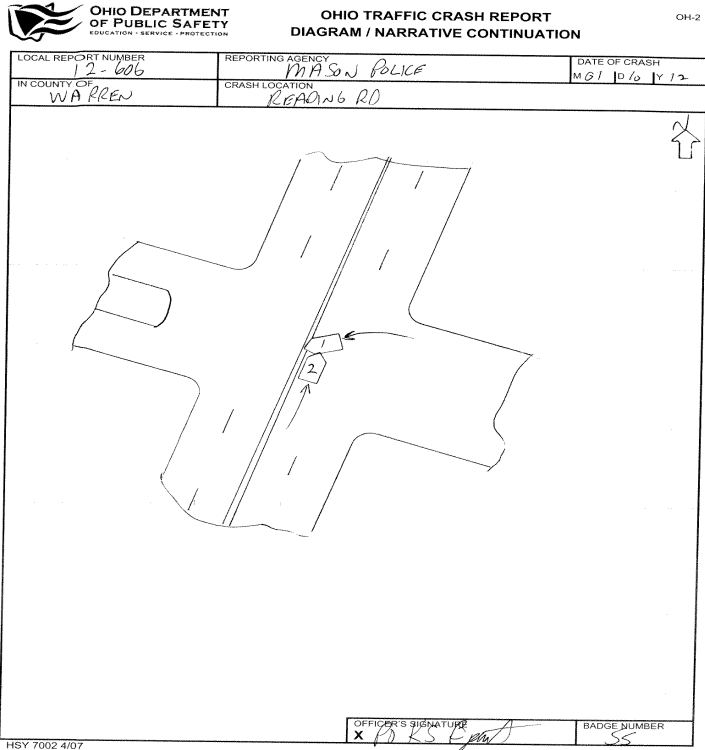 OHIO DEPARTMENT
OF PUBLIC SAFETY
EDUCATION - SERVICE - PROTECTION
OHIO TRAFFIC CRASH REPORT
DIAGRAM / NARRATIVE CONTINUATION
OH-2
LOCAL REPORT NUMBER
12-606
REPORTING AGENCY
MASON POLICE
DATE OF CRASH
M 01 D 10 Y 12
IN COUNTY OF
WARREN
CRASH LOCATION
READING RD
N
1
2
OFFICER'S SIGNATURE
X
BADGE NUMBER
55
HSY 7002 4/07